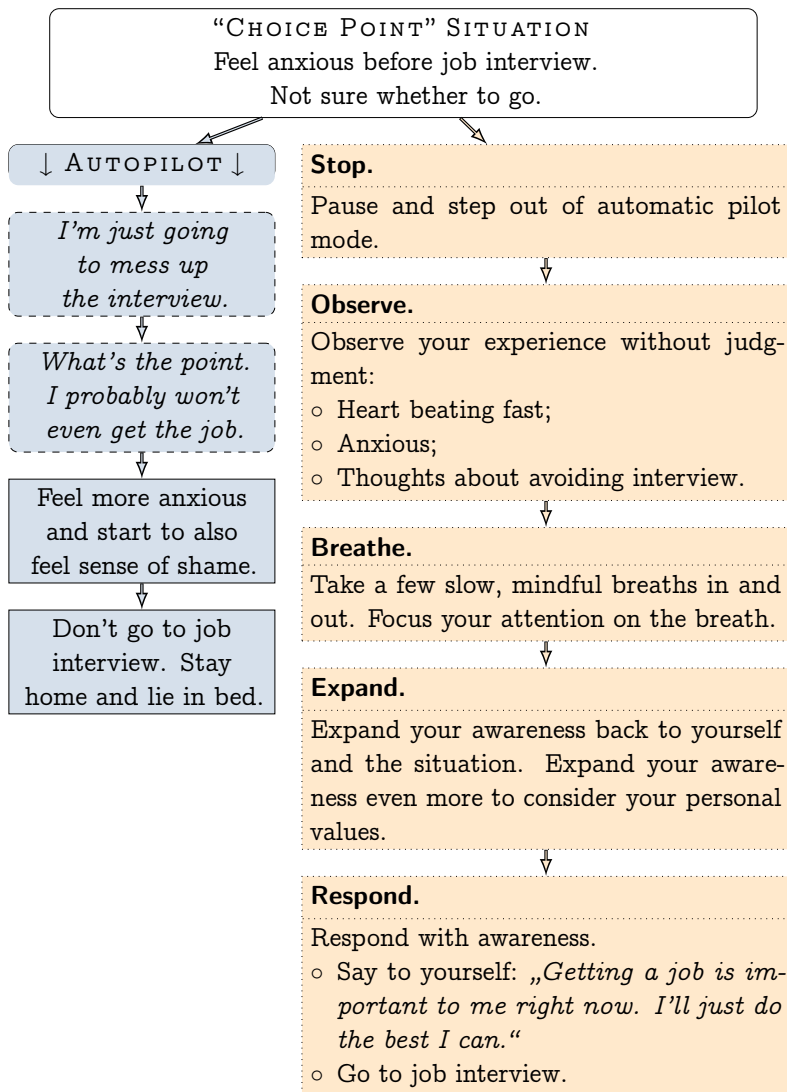 “CHOICE POINT” SITUATION
Feel anxious before job interview.
Not sure whether to go.
↓ AUTOPILOT ↓
I'm just going
to mess up
the interview.
What's the point.
I probably won't
even get the job.
Feel more anxious
and start to also
feel sense of shame.
Don't go to job
interview. Stay
home and lie in bed.
Stop.
Pause and step out of automatic pilot
mode.
Observe.
Observe your experience without judg-
ment:
○ Heart beating fast;
○ Anxious;
○ Thoughts about avoiding interview.
Breathe.
Take a few slow, mindful breaths in and
out. Focus your attention on the breath.
Expand.
Expand your awareness back to yourself
and the situation. Expand your aware-
ness even more to consider your personal
values.
Respond.
Respond with awareness.
○ Say to yourself: „Getting a job is im-
portant to me right now. I'll just do
the best I can.“
○ Go to job interview.